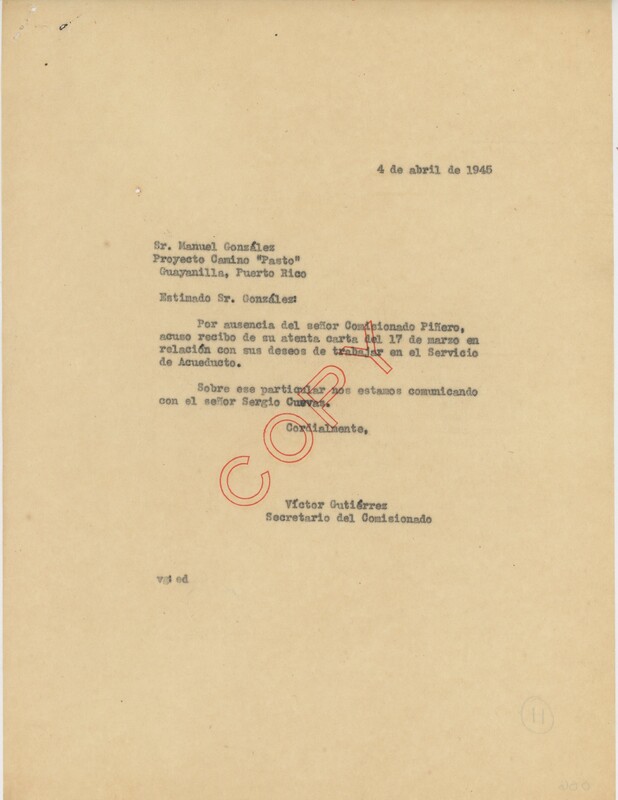 4 de abril de 1945
Sr. Manuel González
Proyecto Camino "Pasto"
Guayanilla, Puerto Rico
Estimado Sr. González:
Por ausencia del señor Comisionado Piñero,
acuso recibo de su atenta carta del 17 de marzo en
relación con sus deseos de trabajar en el Servicio
de Acueducto.
Sobre ese particular nos estamos comunicando
con el señor Sergio Cuevas.
Cordialmente,
COPY
Víctor Gutiérrez
Secretario del Comisionado
vg:ed
11